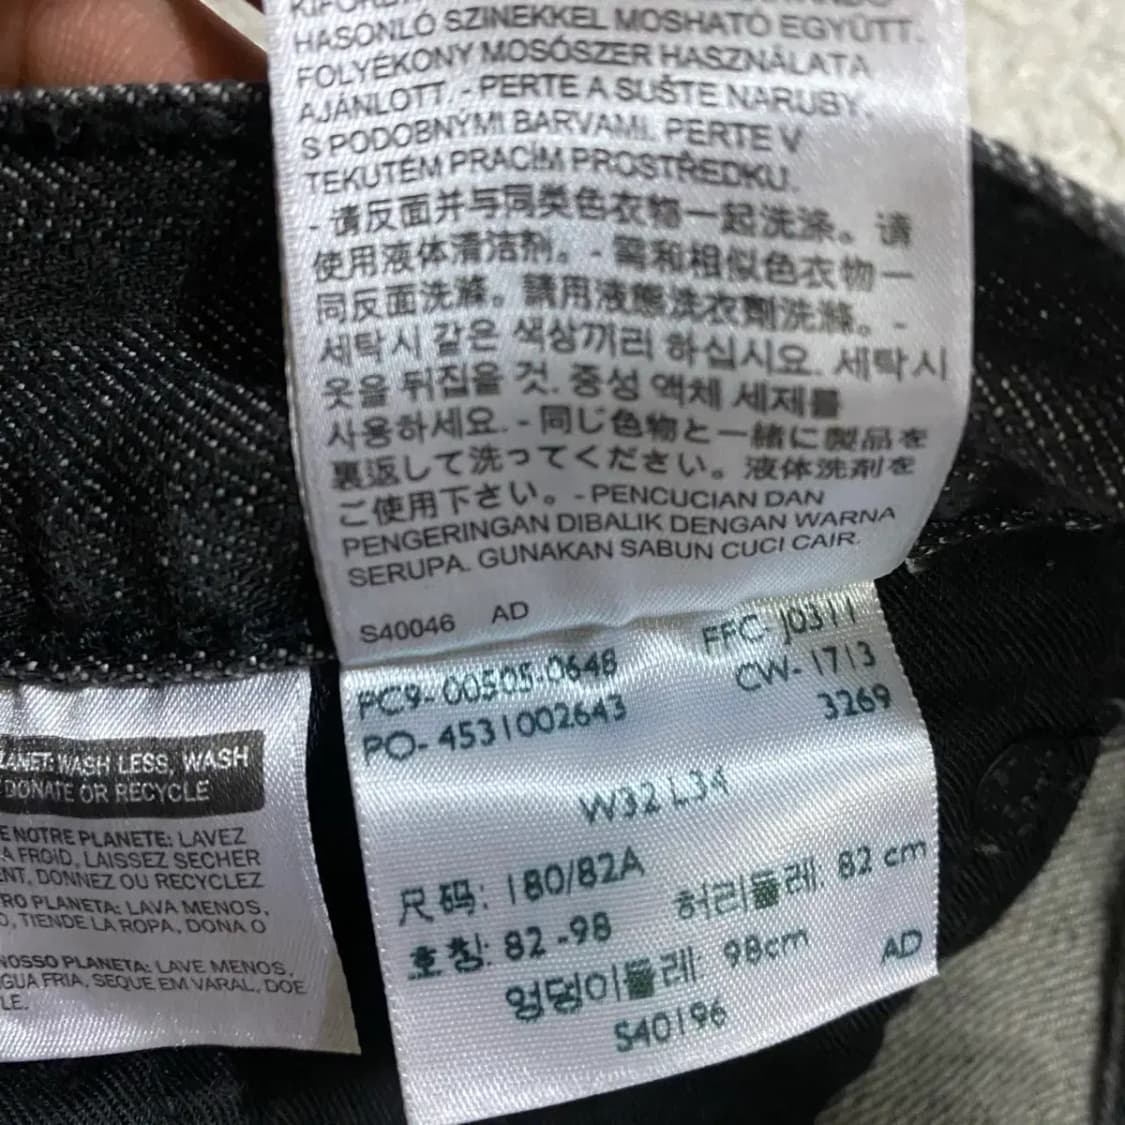 HASONLÓ SZINEKKEL MOSHATÓ EGYÜTT.
FOLYÉKONY MOSÓSZER HASZNÁLATA
AJÁNLOTT. - PERTE A SUŠTE NARUBY.
S PODOBNÝMI BARVAMI. PERTE V
TEKUTÉM PRACÍM PROSTŘEDKU.
- 请反面并与同类色衣物一起洗涤。请
使用液体清洁剂。- 需和相似色衣物一
同反面洗滌。請用液態洗衣劑洗滌。-
세탁시 같은 색상끼리 하십시요. 세탁시
옷을 뒤집을 것. 중성 액체 세제를
사용하세요. - 同じ色物と一緒に製品を
裏返して洗ってください。液体洗剤を
ご使用下さい。- PENCUCIAN DAN
PENGERINGAN DIBALIK DENGAN WARNA
SERUPA. GUNAKAN SABUN CUCI CAIR.
S40046 AD
PC9-00505-0648 FFC-J0311
PO-4531002643 CW-1713
3269
W32 L34
尺码: 180/82A 허리둘레: 82 cm
호칭: 82-98
엉덩이둘레: 98cm AD
S40196
WASH LESS, WASH
DONATE OR RECYCLE
NOTRE PLANETE: LAVEZ
A FROID, LAISSEZ SECHER
DONNEZ OU RECYCLEZ
PLANETA: LAVA MENOS,
TIENDE LA ROPA, DONA O
PLANETA: LAVE MENOS,
FRIA, SEQUE EM VARAL, DOE